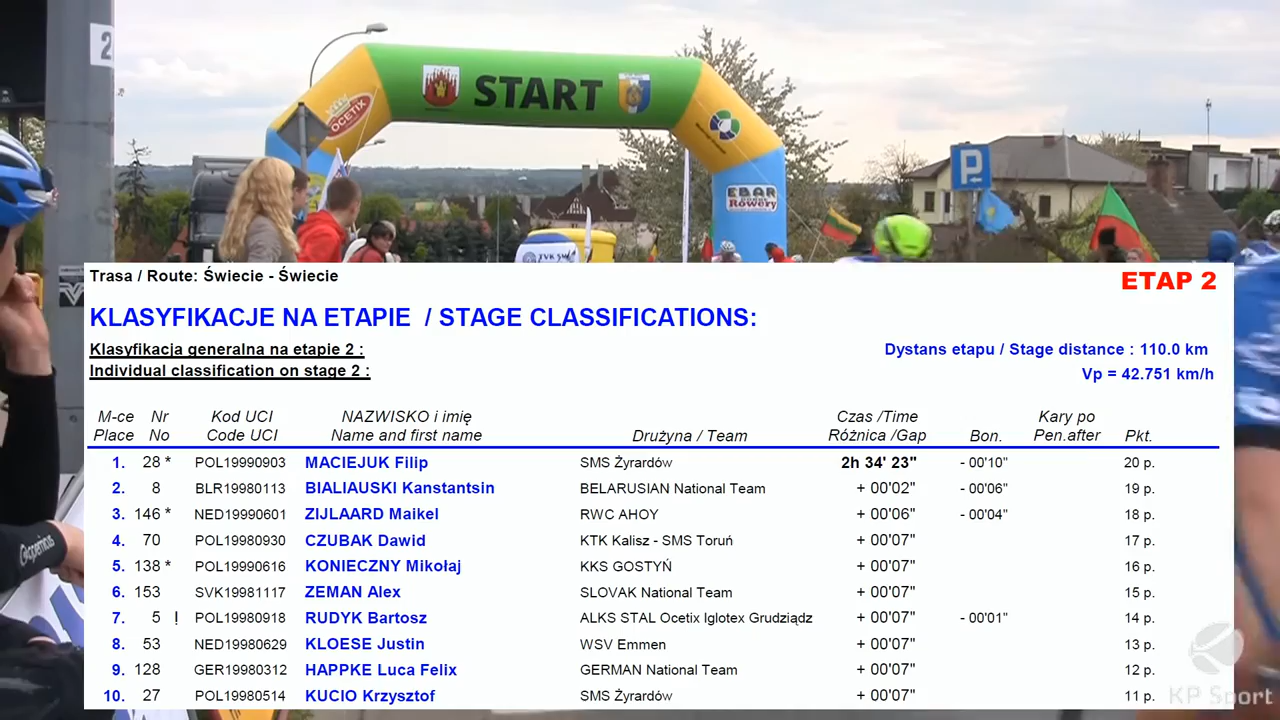 2
START
OCETIX
EBAR
Rowery
P
Trasa / Route: Świecie - Świecie
ETAP 2
KLASYFIKACJE NA ETAPIE / STAGE CLASSIFICATIONS:
Klasyfikacja generalna na etapie 2 :
Dystans etapu / Stage distance : 110.0 km
Individual classification on stage 2 :
Vp = 42.751 km/h
M-ce Nr Kod UCI NAZWISKO i imię Czas /Time Kary po
Place No Code UCI Name and first name Drużyna / Team Różnica /Gap Bon. Pen.after Pkt.
1. 28 * POL19990903 MACIEJUK Filip SMS Żyrardów 2h 34' 23" - 00'10" 20 p.
2. 8 BLR19980113 BIALIAUSKI Kanstantsin BELARUSIAN National Team + 00'02" - 00'06" 19 p.
3. 146 * NED19990601 ZIJLAARD Maikel RWC AHOY + 00'06" - 00'04" 18 p.
4. 70 POL19980930 CZUBAK Dawid KTK Kalisz - SMS Toruń + 00'07" 17 p.
5. 138 * POL19990616 KONIECZNY Mikołaj KKS GOSTYŃ + 00'07" 16 p.
6. 153 SVK19981117 ZEMAN Alex SLOVAK National Team + 00'07" 15 p.
7. 5 ! POL19980918 RUDYK Bartosz ALKS STAL Ocetix Iglotex Grudziądz + 00'07" - 00'01" 14 p.
8. 53 NED19980629 KLOESE Justin WSV Emmen + 00'07" 13 p.
9. 128 GER19980312 HAPPKE Luca Felix GERMAN National Team + 00'07" 12 p.
10. 27 POL19980514 KUCIO Krzysztof SMS Żyrardów + 00'07" 11 p.
KP Sport